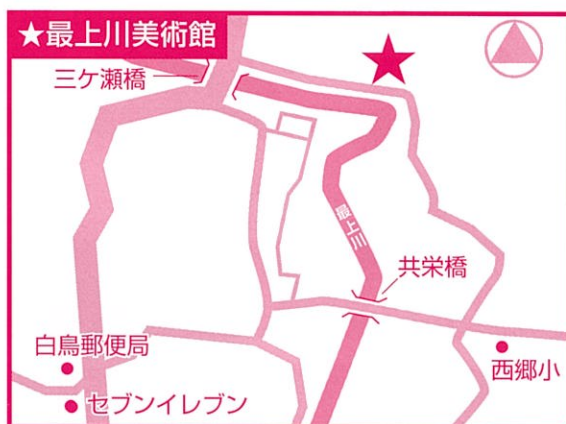 ★最上川美術館
三ケ瀬橋
最上川
共栄橋
白鳥郵便局
西郷小
セブンイレブン